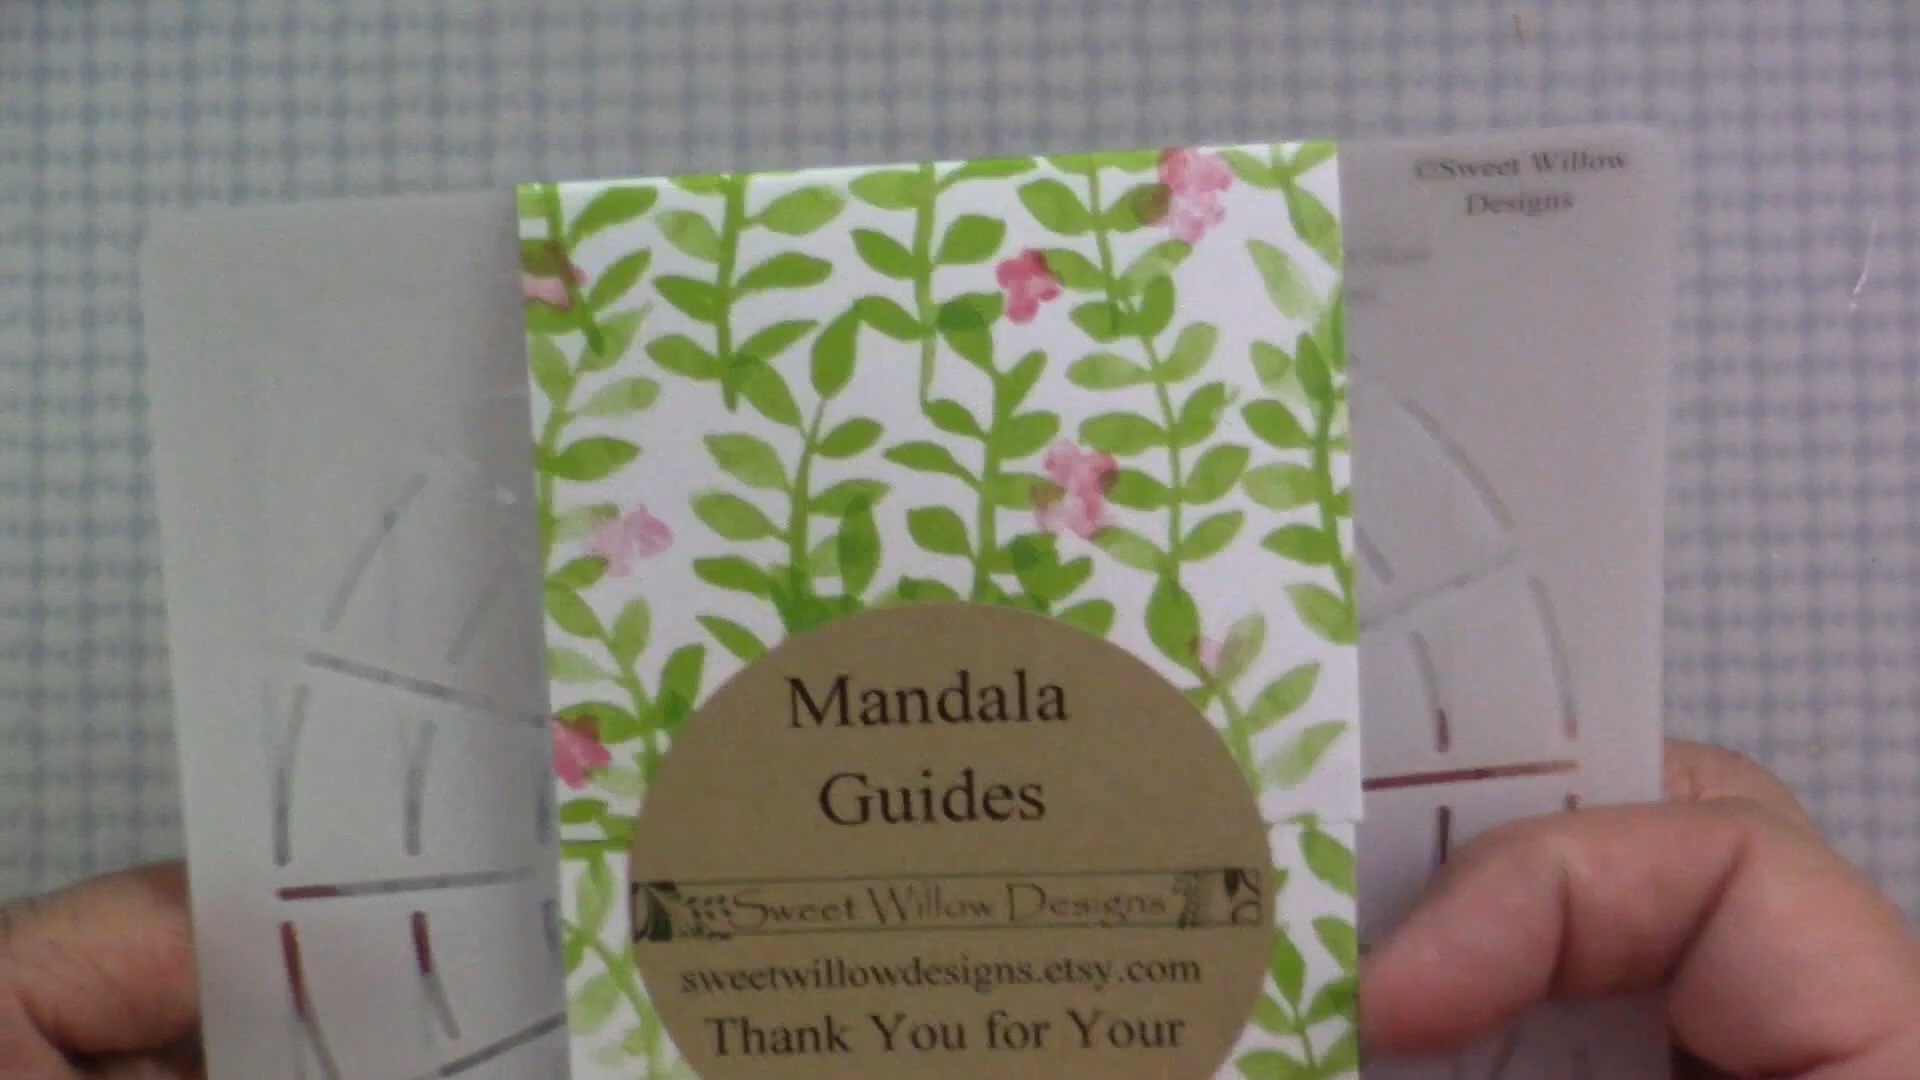 ©Sweet Willow
Designs
Mandala
Guides
Sweet Willow Designs
sweetwillowdesigns.etsy.com
Thank You for Your